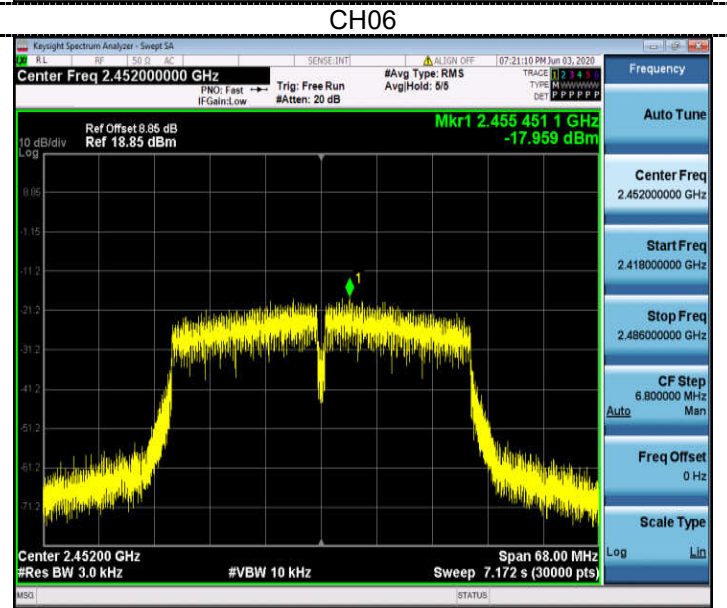 CH06
Keysight Spectrum Analyzer - Swept SA
RL RF 50 Ω AC SENSE:INT ALIGN OFF 07:21:10 PM Jun 03, 2020
Center Freq 2.452000000 GHz
PNO: Fast
IFGain:Low
Trig: Free Run
#Atten: 20 dB
#Avg Type: RMS
Avg|Hold: 5/5
TRACE 1 2 3 4 5 6
TYPE M WWWWW
DET P P P P P P
Frequency
Mkr1 2.455 451 1 GHz
-17.959 dBm
Ref Offset 8.85 dB
10 dB/div Ref 18.85 dBm
Log
8.85
-1.15
-11.2
-21.2
-31.2
-41.2
-51.2
-61.2
-71.2
1
Center 2.45200 GHz Span 68.00 MHz
#Res BW 3.0 kHz #VBW 10 kHz Sweep 7.172 s (30000 pts)
Auto Tune
Center Freq
2.452000000 GHz
Start Freq
2.418000000 GHz
Stop Freq
2.486000000 GHz
CF Step
6.800000 MHz
Auto Man
Freq Offset
0 Hz
Scale Type
Log Lin
MSG STATUS